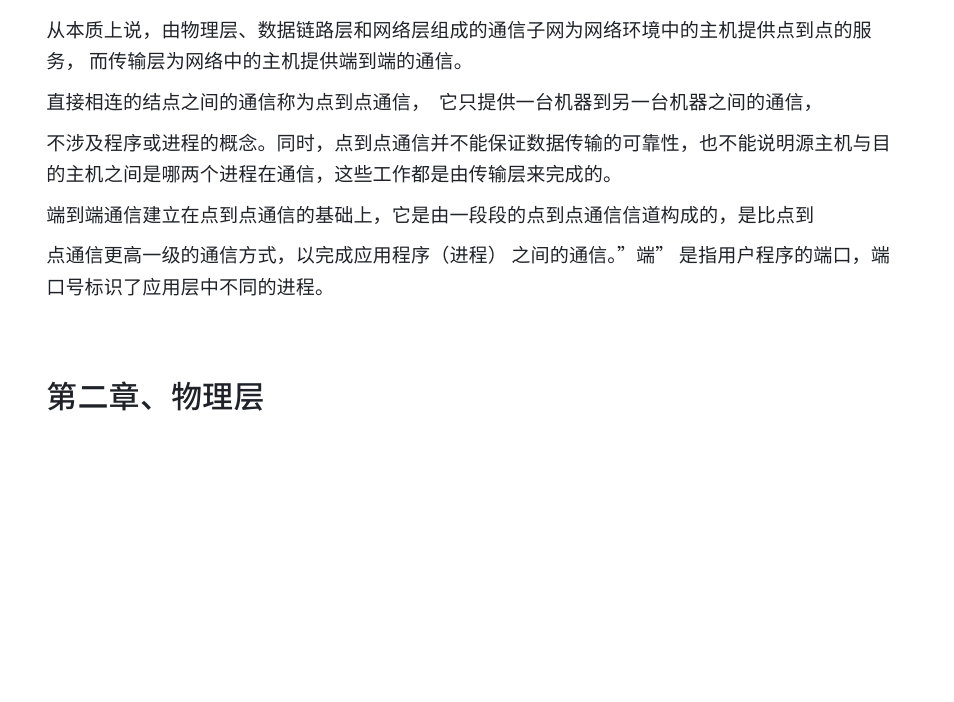 从本质上说，由物理层、数据链路层和网络层组成的通信子网为网络环境中的主机提供点到点的服
务， 而传输层为网络中的主机提供端到端的通信。
直接相连的结点之间的通信称为点到点通信， 它只提供一台机器到另一台机器之间的通信，
不涉及程序或进程的概念。同时，点到点通信并不能保证数据传输的可靠性，也不能说明源主机与目
的主机之间是哪两个进程在通信，这些工作都是由传输层来完成的。
端到端通信建立在点到点通信的基础上，它是由一段段的点到点通信信道构成的，是比点到
点通信更高一级的通信方式，以完成应用程序（进程） 之间的通信。”端” 是指用户程序的端口，端
口号标识了应用层中不同的进程。
第二章、物理层